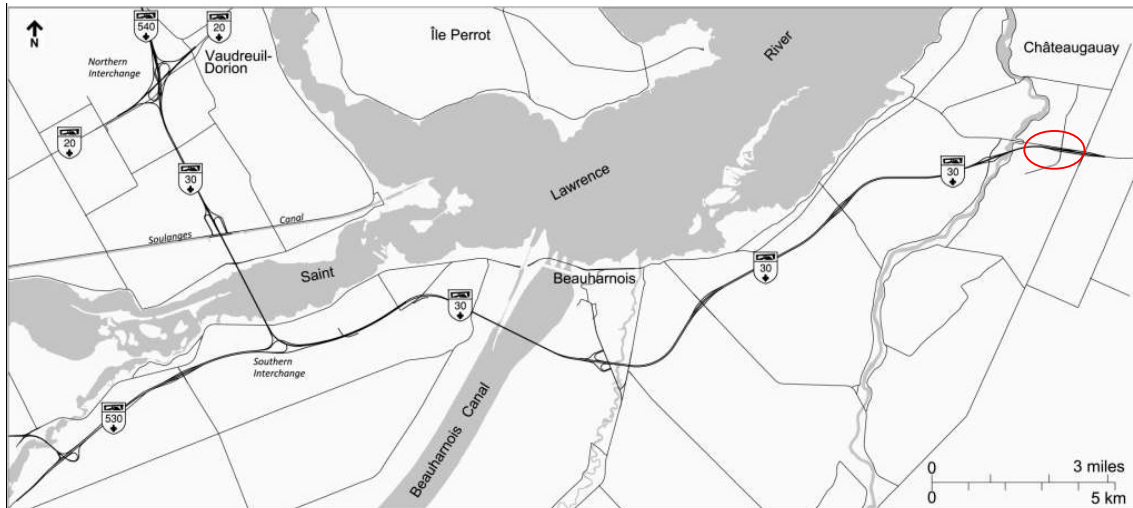 N
540
20
Northern
Interchange
Vaudreuil-
Dorion
Île Perrot
River
Châteaugauay
20
30
30
Lawrence
Canal
Soulanges
Saint
Beauharnois
30
30
Southern
Interchange
530
Beauharnois Canal
0 3 miles
0 5 km